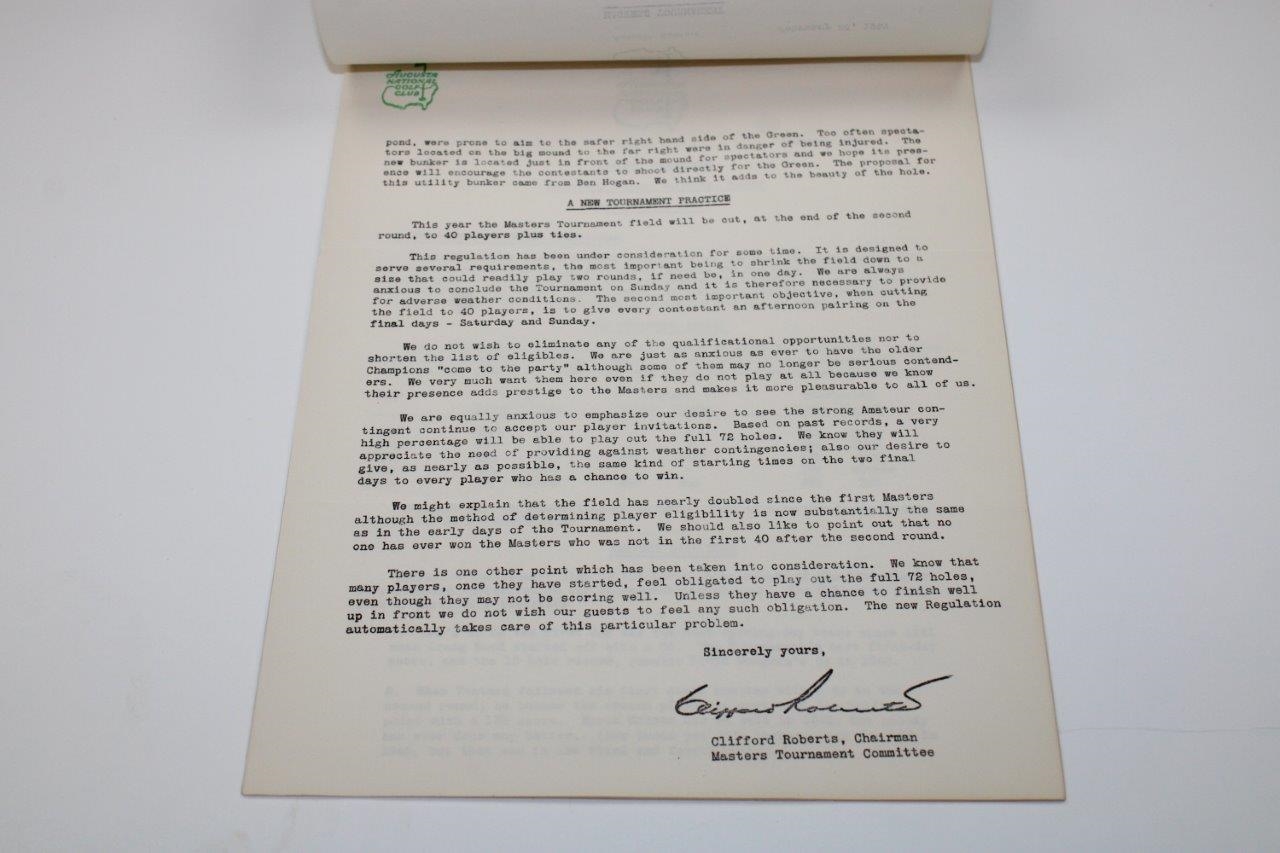 AUGUSTA
NATIONAL
GOLF
CLUB
pond, were prone to aim to the safer right hand side of the Green. Too often specta-
tors located on the big mound to the far right were in danger of being injured. The
new bunker is located just in front of the mound for spectators and we hope its pres-
ence will encourage the contestants to shoot directly for the Green. The proposal for
this utility bunker came from Ben Hogan. We think it adds to the beauty of the hole.
A NEW TOURNAMENT PRACTICE
This year the Masters Tournament field will be cut, at the end of the second
round, to 40 players plus ties.
This regulation has been under consideration for some time. It is designed to
serve several requirements, the most important being to shrink the field down to a
size that could readily play two rounds, if need be, in one day. We are always
anxious to conclude the Tournament on Sunday and it is therefore necessary to provide
for adverse weather conditions. The second most important objective, when cutting
the field to 40 players, is to give every contestant an afternoon pairing on the
final days - Saturday and Sunday.
We do not wish to eliminate any of the qualificational opportunities nor to
shorten the list of eligibles. We are just as anxious as ever to have the older
Champions "come to the party" although some of them may no longer be serious contend-
ers. We very much want them here even if they do not play at all because we know
their presence adds prestige to the Masters and makes it more pleasurable to all of us.
We are equally anxious to emphasize our desire to see the strong Amateur con-
tingent continue to accept our player invitations. Based on past records, a very
high percentage will be able to play out the full 72 holes. We know they will
appreciate the need of providing against weather contingencies; also our desire to
give, as nearly as possible, the same kind of starting times on the two final
days to every player who has a chance to win.
We might explain that the field has nearly doubled since the first Masters
although the method of determining player eligibility is now substantially the same
as in the early days of the Tournament. We should also like to point out that no
one has ever won the Masters who was not in the first 40 after the second round.
There is one other point which has been taken into consideration. We know that
many players, once they have started, feel obligated to play out the full 72 holes,
even though they may not be scoring well. Unless they have a chance to finish well
up in front we do not wish our guests to feel any such obligation. The new Regulation
automatically takes care of this particular problem.
Sincerely yours,
Clifford Roberts
Clifford Roberts, Chairman
Masters Tournament Committee